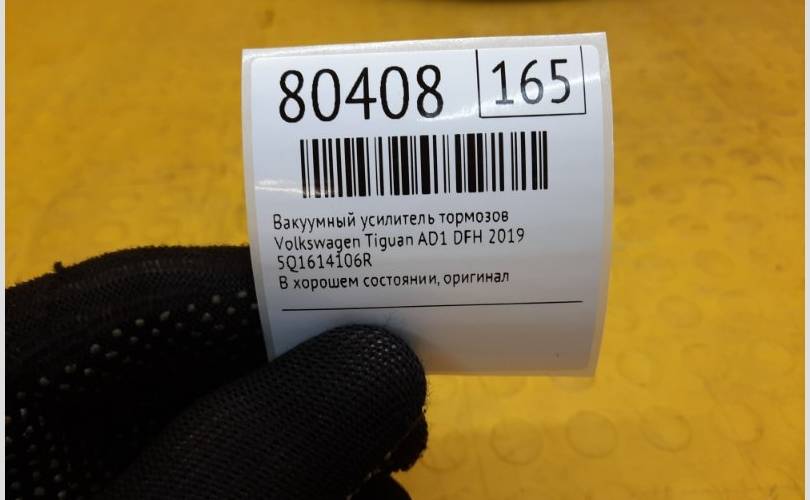 80408 165
Вакуумный усилитель тормозов
Volkswagen Tiguan AD1 DFH 2019
5Q1614106R
В хорошем состоянии, оригинал